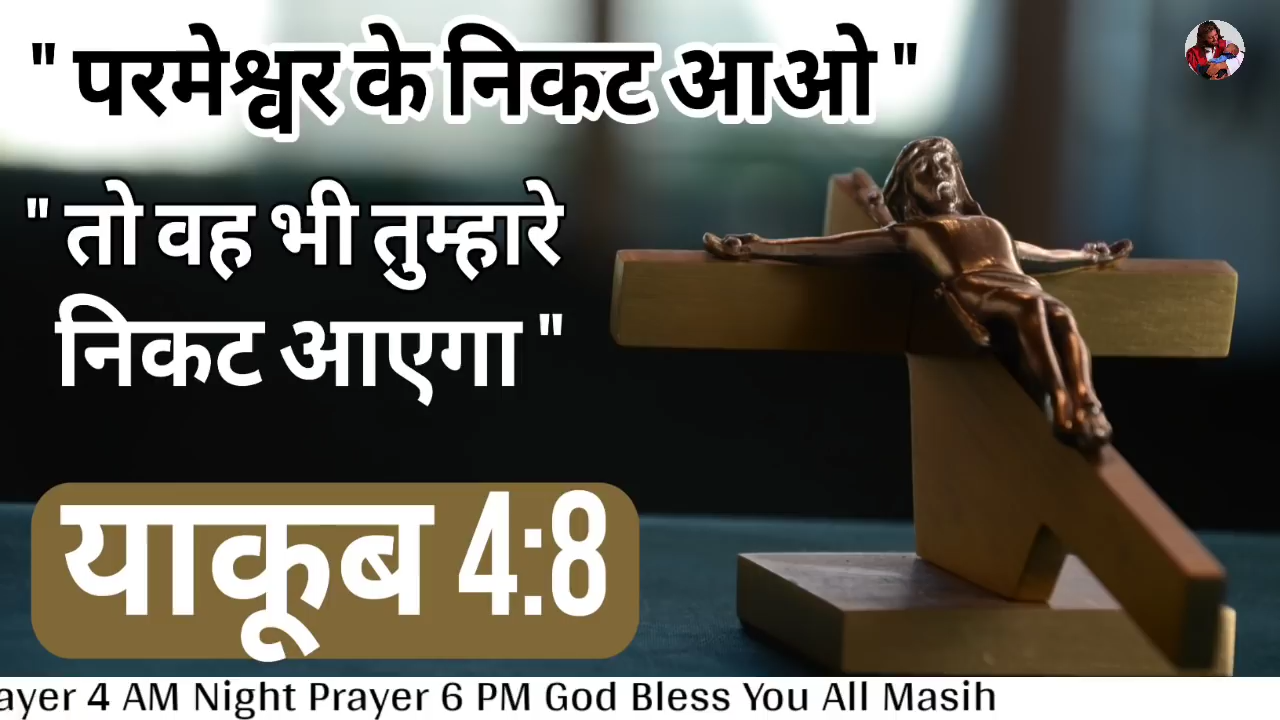 " परमेश्वर के निकट आओ "
" तो वह भी तुम्हारे
निकट आएगा "
याकूब 4:8
4 AM Night Prayer 6 PM God Bless You All Masih